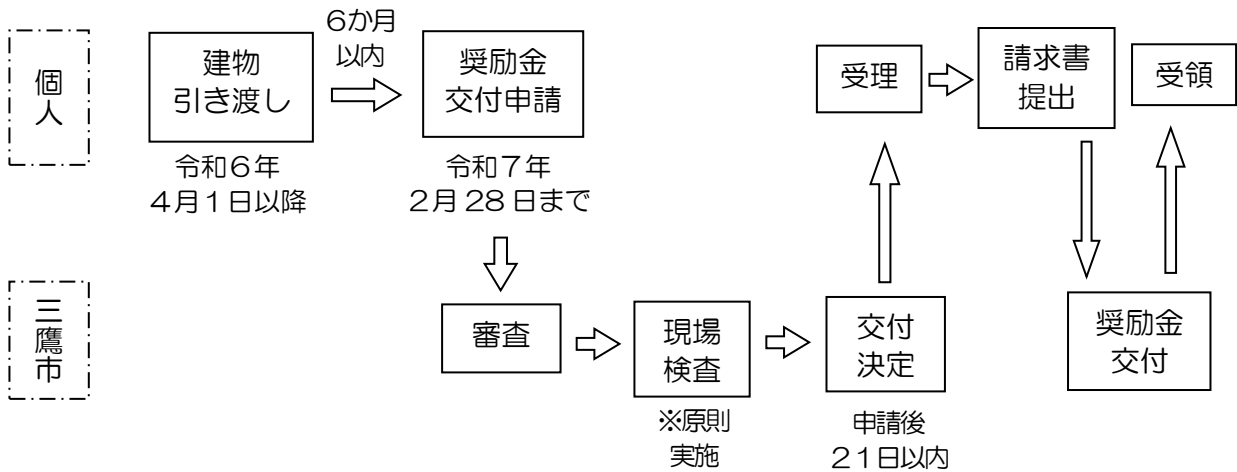 個人
建物
引き渡し
令和６年
４月１日以降
６か月
以内
奨励金
交付申請
令和７年
２月28日まで
受理
請求書
提出
受領
三鷹市
審査
現場
検査
※原則
実施
交付
決定
申請後
２１日以内
奨励金
交付